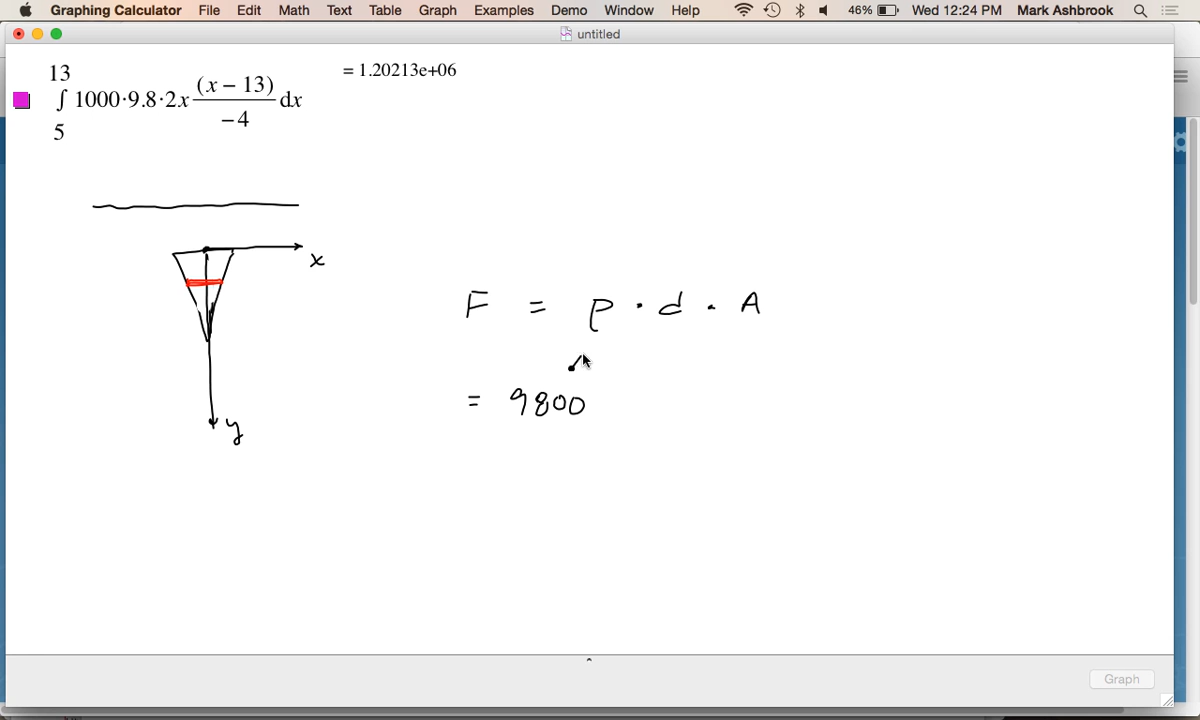 Graphing Calculator File Edit Math Text Table Graph Examples Demo Window Help 46% Wed 12:24 PM Mark Ashbrook
untitled
13
∫ 1000·9.8·2x (x – 13) / –4 dx
5
= 1.20213e+06
x
y
F = ρ · d · A
= 9800
Graph